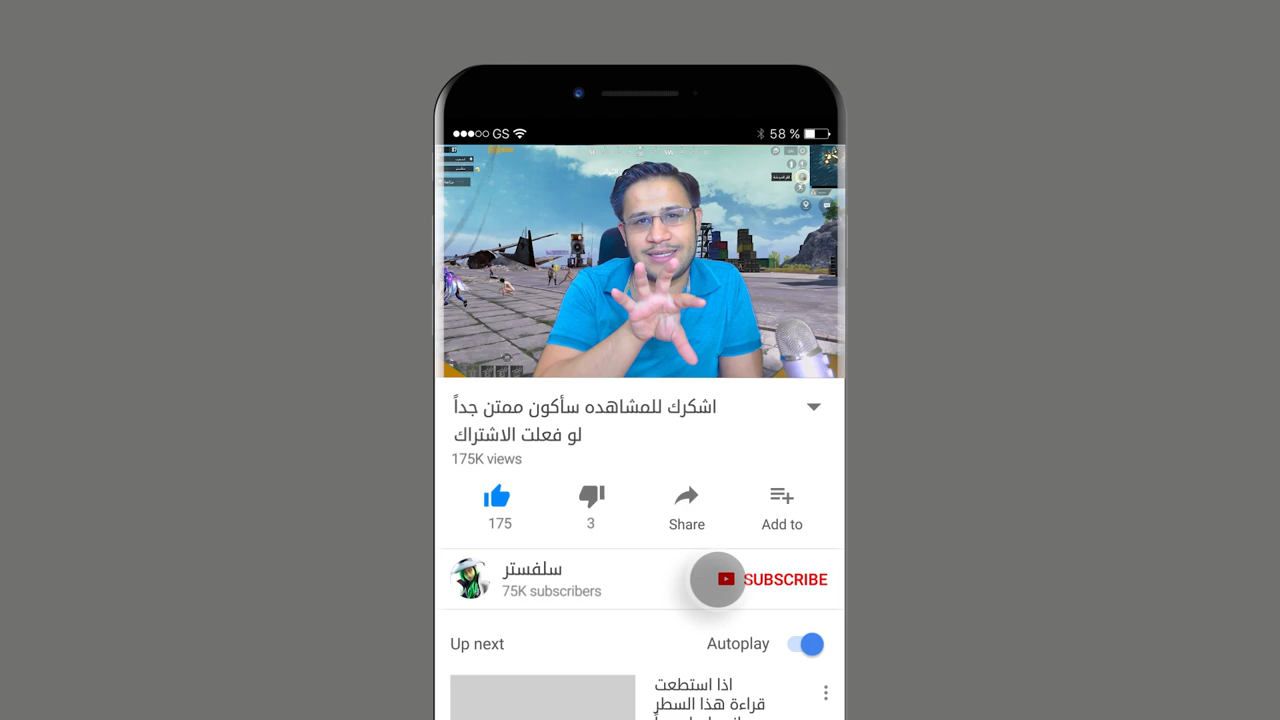 GS
58 %
اشكرك للمشاهده سأكون ممتن جداً
لو فعلت الاشتراك
175K views
175
3
Share
Add to
سلفستر
75K subscribers
SUBSCRIBE
Up next
Autoplay
اذا استطعت
قراءة هذا السطر